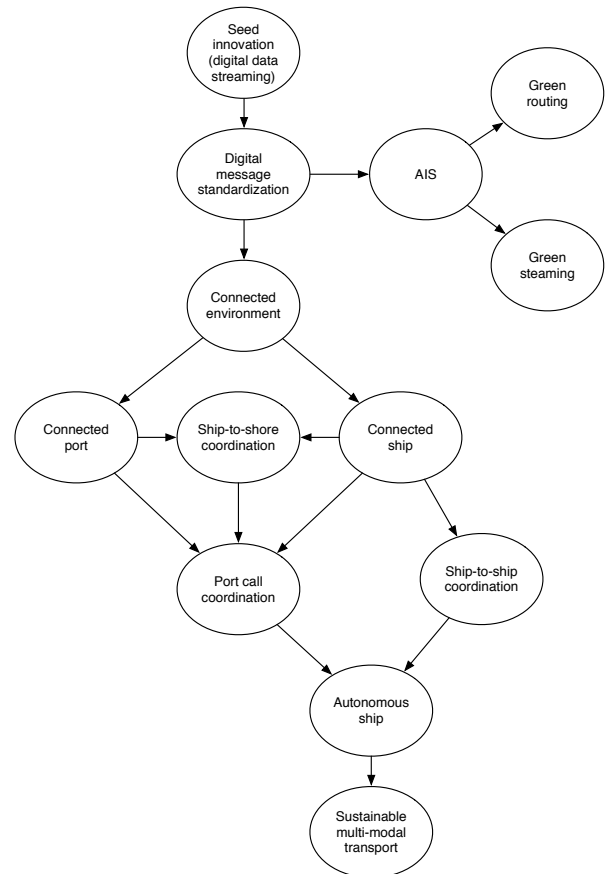 Seed
innovation
(digital data
streaming)
Green
routing
Digital
message
standardization
AIS
Green
steaming
Connected
environment
Connected
port
Ship-to-shore
coordination
Connected
ship
Port call
coordination
Ship-to-ship
coordination
Autonomous
ship
Sustainable
multi-modal
transport